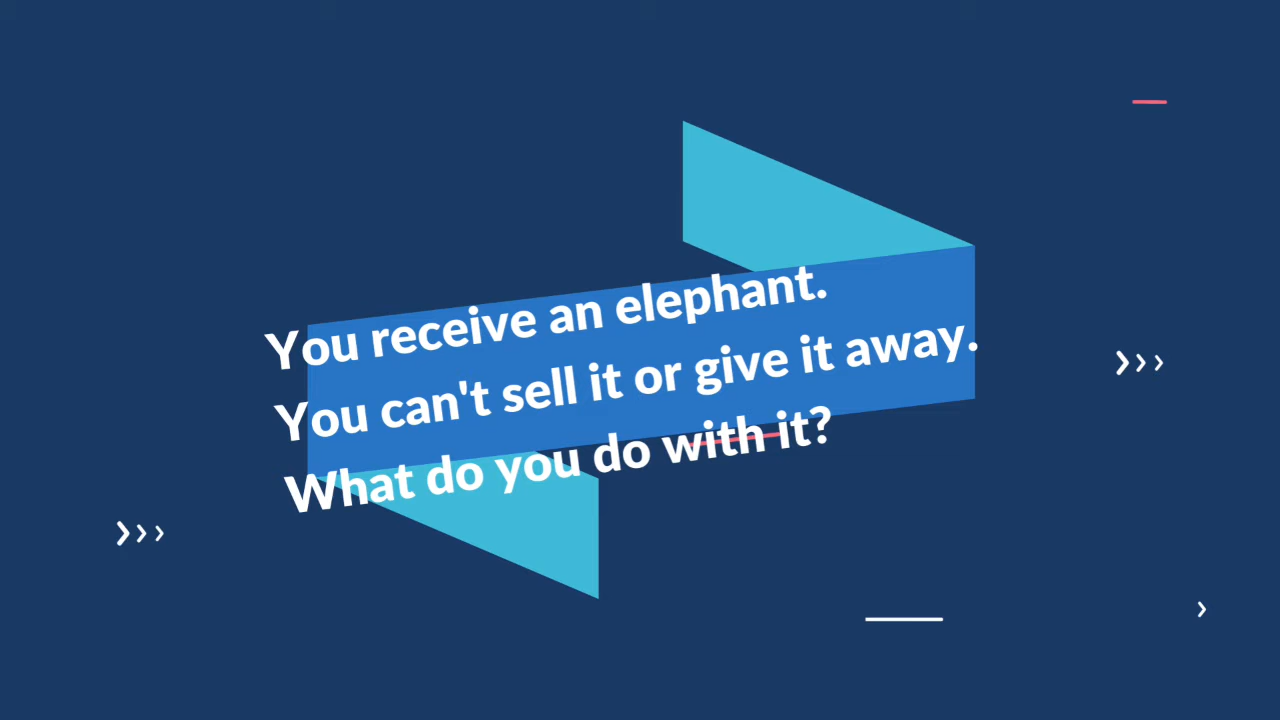 You receive an elephant.
You can't sell it or give it away.
What do you do with it?